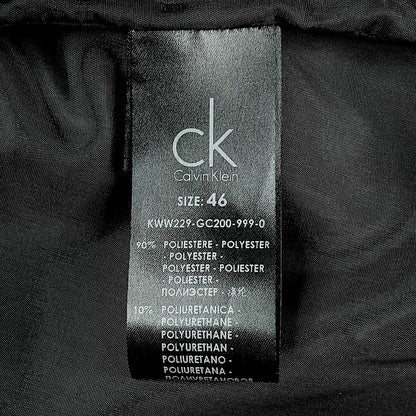 ck
Calvin Klein
SIZE: 46
KWW229-GC200-999-0
90% POLIESTERE - POLYESTER
- POLYESTER -
POLYESTER - POLIESTER
- POLIESTER -
ПОЛИЭСТЕР -
10% POLIURETANICA -
POLYURETHANE -
POLYURETHANE -
POLYURETHAN -
POLIURETANO -
POLIURETANA -
ПОЛИУРЕТАНОВОЕ